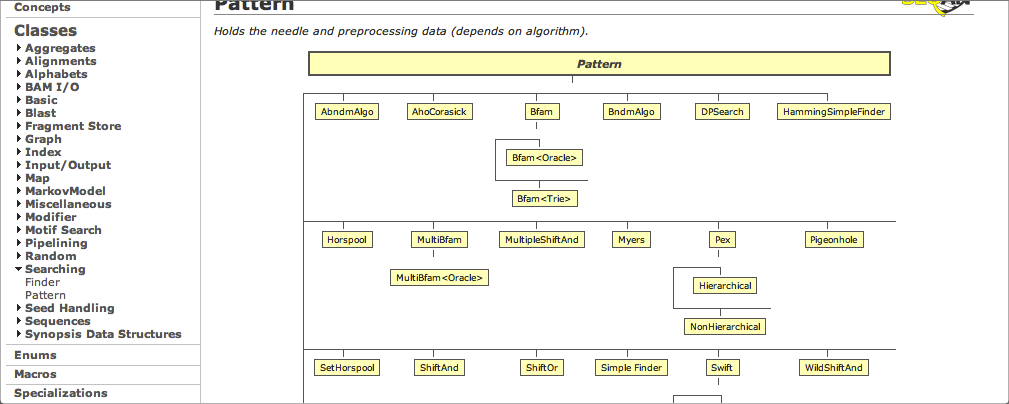 Concepts
Classes
Aggregates
Alignments
Alphabets
BAM I/O
Basic
Blast
Fragment Store
Graph
Index
Input/Output
Map
MarkovModel
Miscellaneous
Modifier
Motif Search
Pipelining
Random
Searching
Finder
Pattern
Seed Handling
Sequences
Synopsis Data Structures
Enums
Macros
Specializations
Pattern
Holds the needle and preprocessing data (depends on algorithm).
Pattern
AbndmAlgo AhoCorasick Bfam BndmAlgo DPSearch HammingSimpleFinder
Bfam<Oracle>
Bfam<Trie>
Horspool MultiBfam MultipleShiftAnd Myers Pex Pigeonhole
MultiBfam<Oracle>
Hierarchical
NonHierarchical
SetHorspool ShiftAnd ShiftOr Simple Finder Swift WildShiftAnd